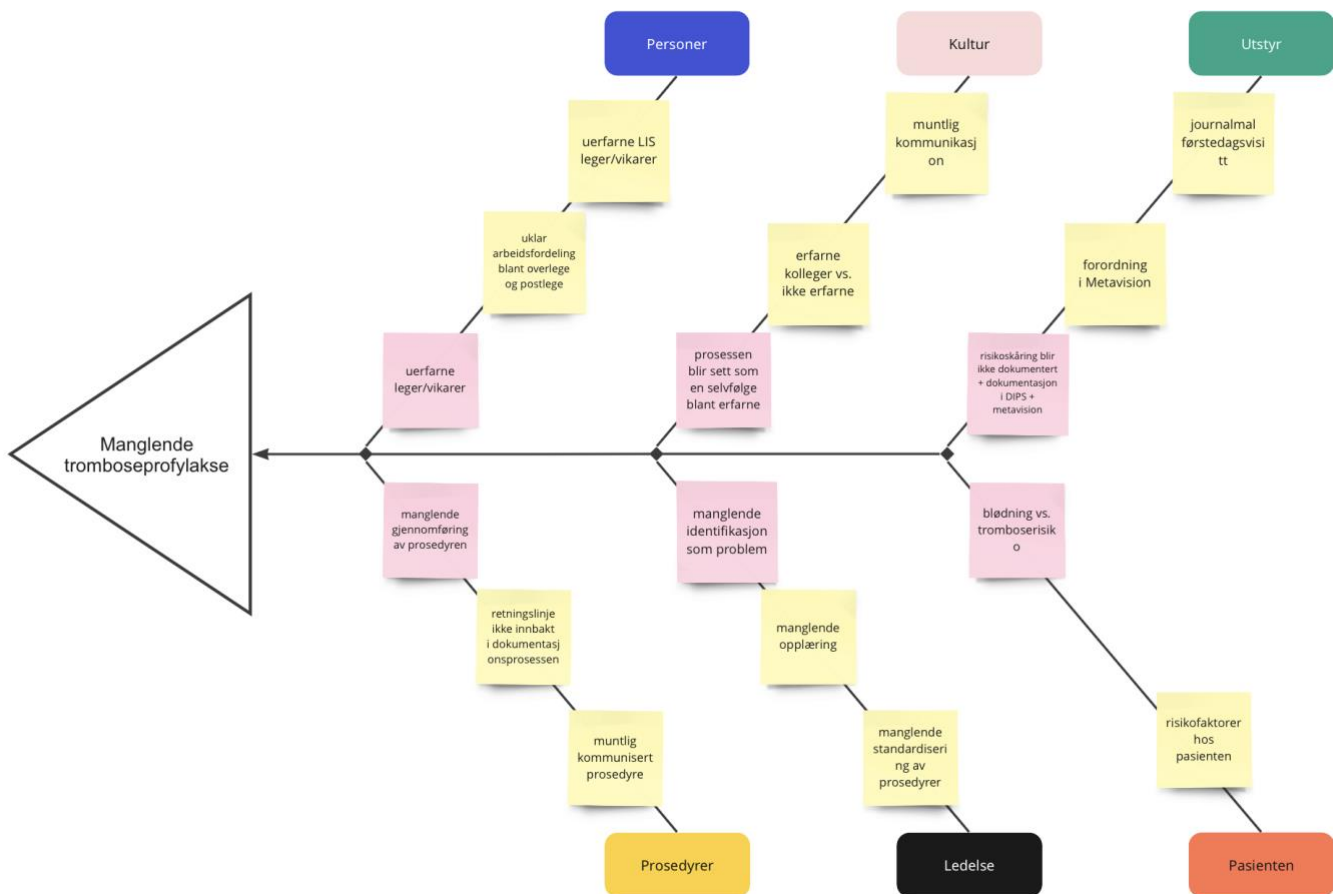 Personer
Kultur
Utstyr
uerfarne LIS
leger/vikarer
muntlig
kommunikasj
on
journalmal
førstedagsvisi
tt
uklar
arbeidsfordeling
blant overlege
og postlege
erfarne
kolleger vs.
ikke erfarne
forordning
i Metavision
uerfarne
leger/vikarer
prosessen
blir sett som
en selvfølge
blant erfarne
risikoskåring blir
ikke dokumentert
+ dokumentasjon
i DIPS +
metavision
Manglende
tromboseprofylakse
manglende
gjennomføring
av prosedyren
manglende
identifikasjon
som problem
blødning vs.
tromboserisik
o
retningslinje
ikke innbakt
i dokumentasj
onsprosessen
manglende
opplæring
muntlig
kommunisert
prosedyre
manglende
standardiseri
ng av
prosedyrer
risikofaktorer
hos
pasienten
Prosedyrer
Ledelse
Pasienten